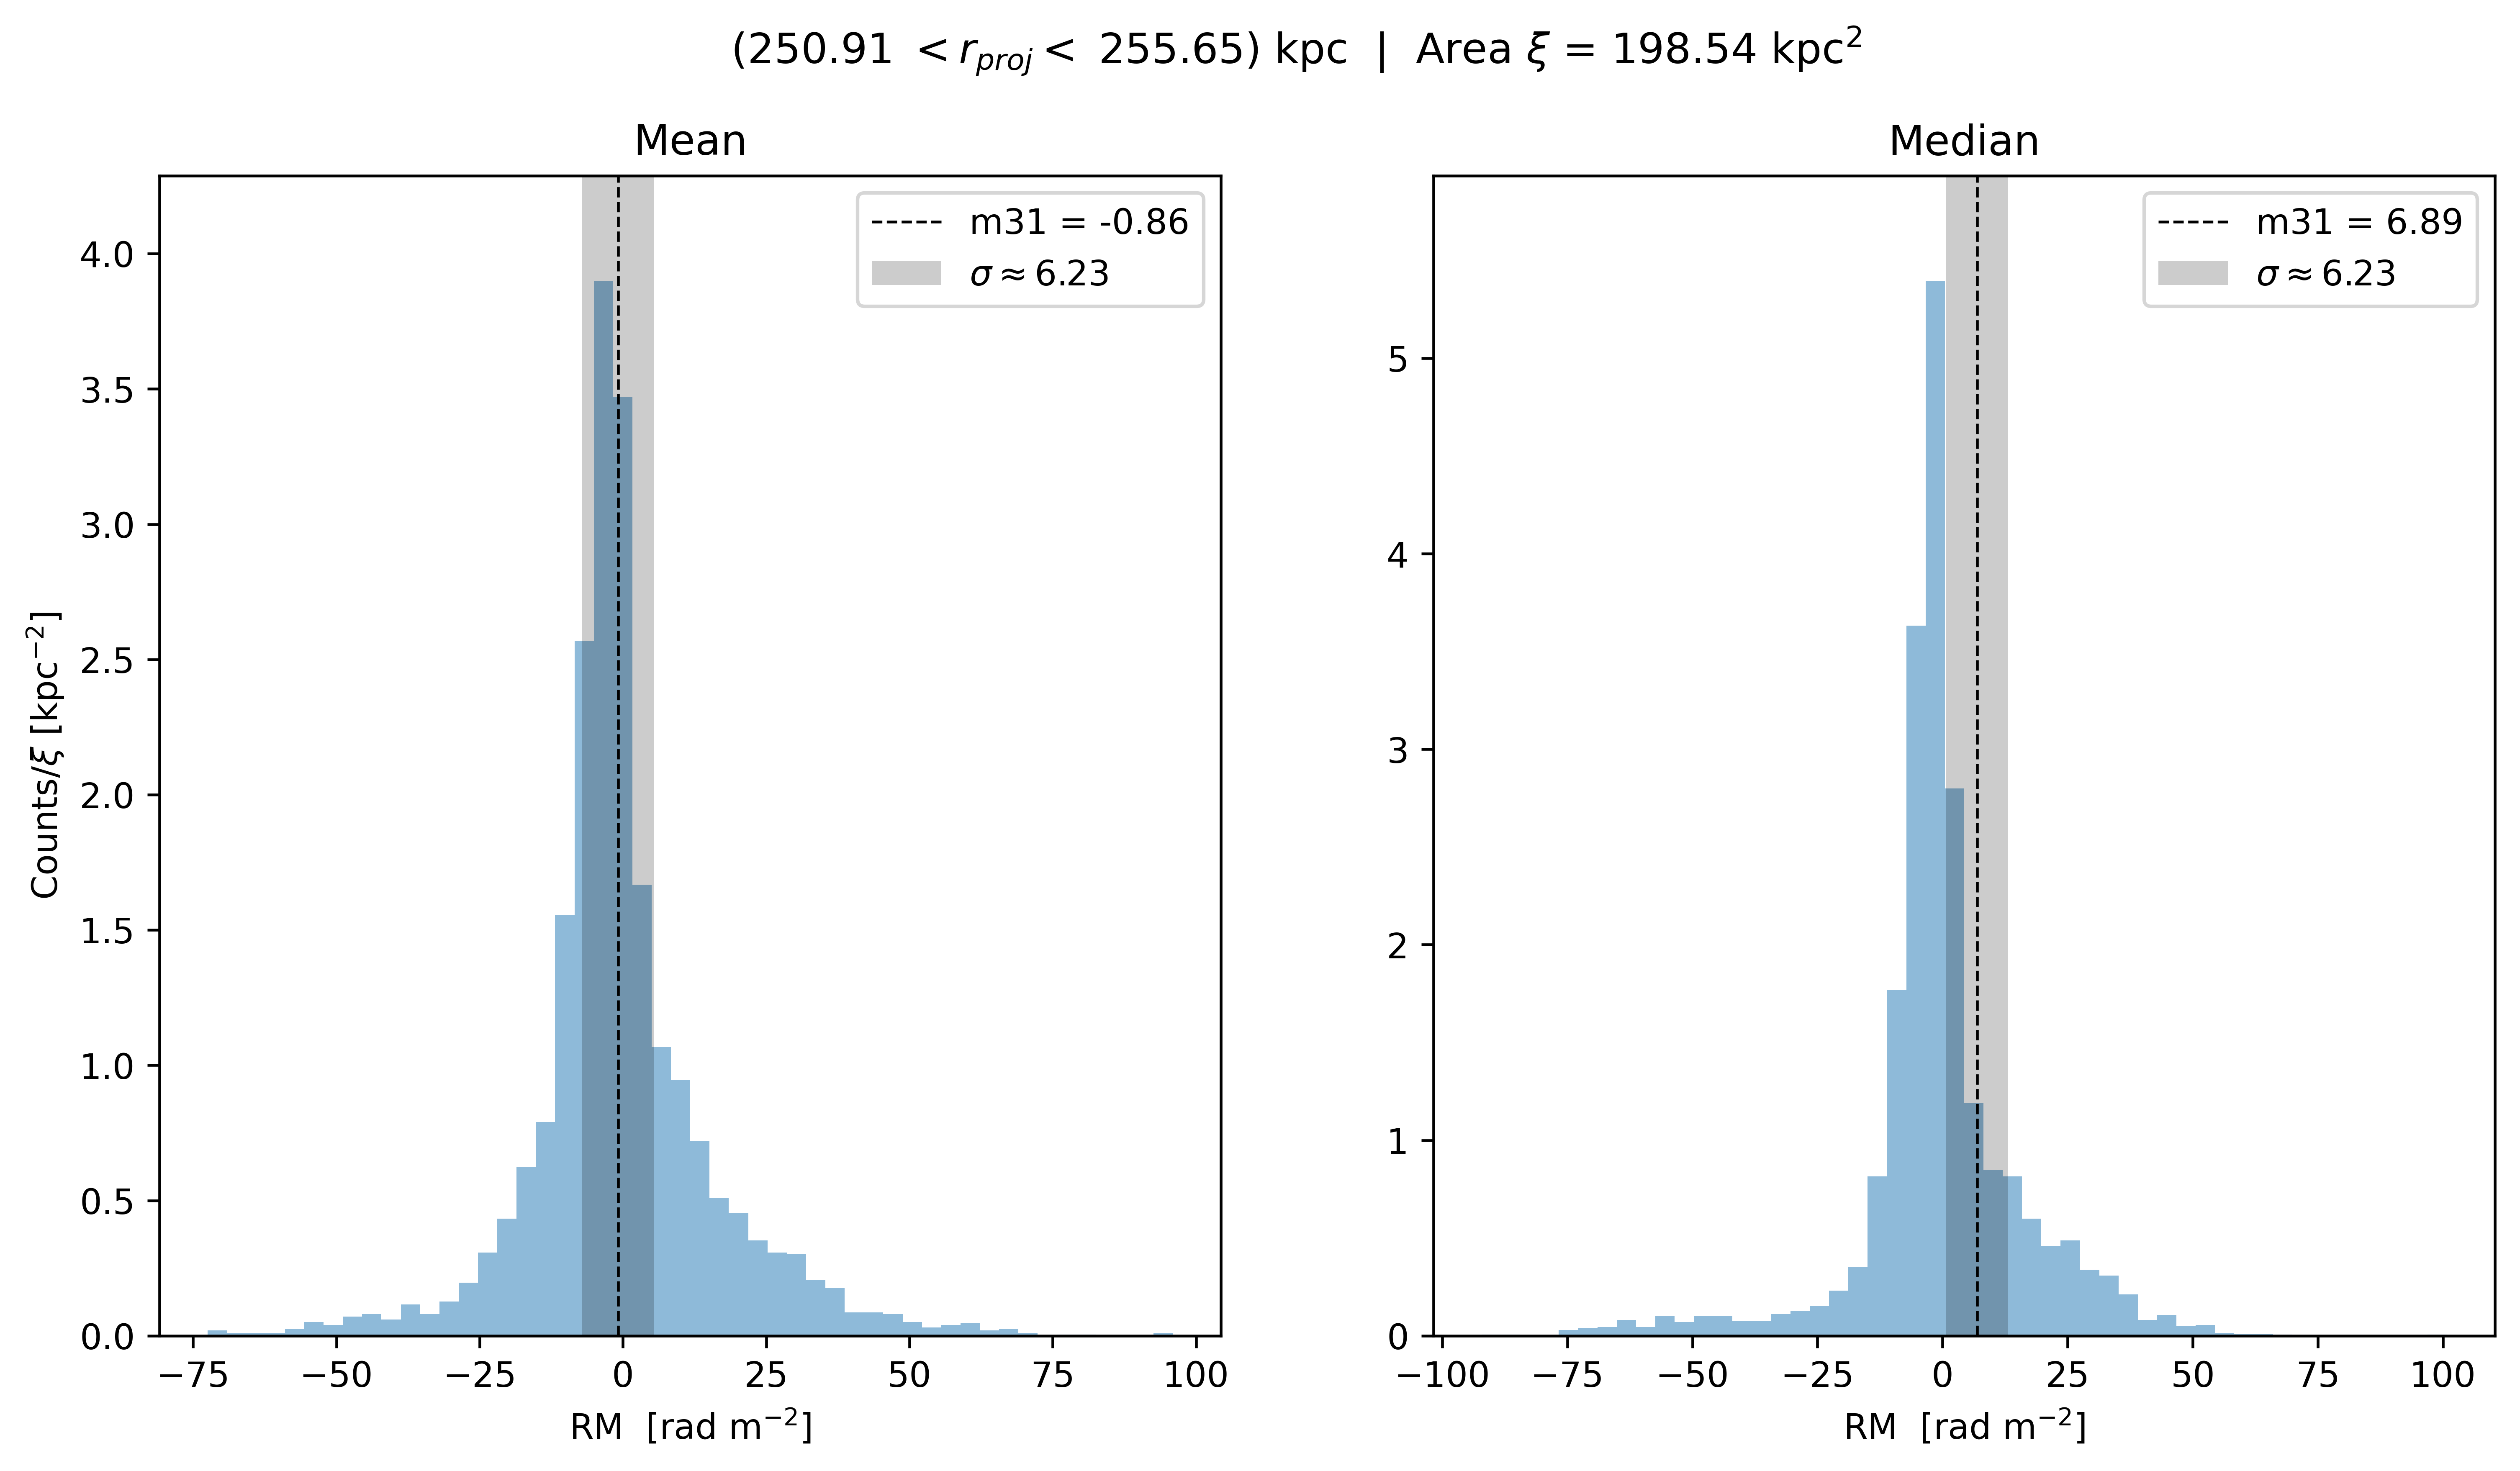 (250.91 < r_proj < 255.65) kpc | Area ξ = 198.54 kpc²
Mean
m31 = -0.86
σ ≈ 6.23
Counts/ξ [kpc⁻²]
4.0
3.5
3.0
2.5
2.0
1.5
1.0
0.5
0.0
−75 −50 −25 0 25 50 75 100
RM [rad m⁻²]
Median
m31 = 6.89
σ ≈ 6.23
5
4
3
2
1
0
−100 −75 −50 −25 0 25 50 75 100
RM [rad m⁻²]